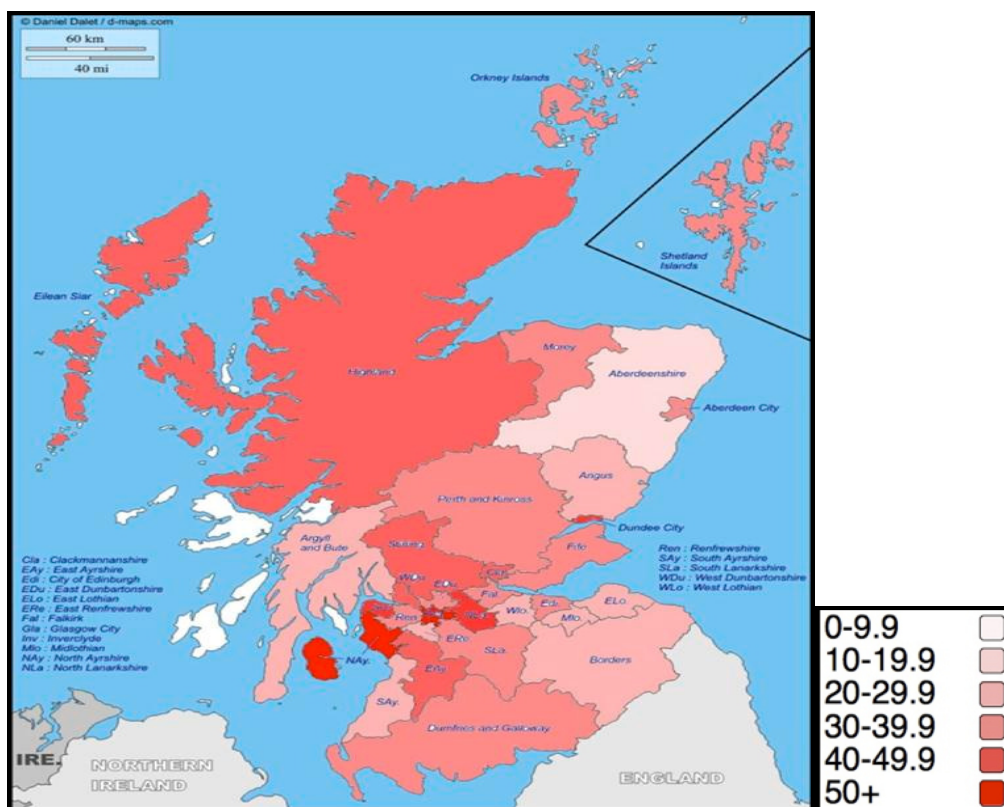 © Daniel Dalet / d-maps.com
60 km
40 mi
Orkney Islands
Shetland
Islands
Eilean Siar
Highland
Moray
Aberdeenshire
Aberdeen City
Angus
Perth and Kinross
Dundee City
Argyll
and Bute
Stirling
Fife
Cla : Clackmannanshire
EAy : East Ayrshire
Edi : City of Edinburgh
EDu : East Dunbartonshire
ELo : East Lothian
ERe : East Renfrewshire
Fal : Falkirk
Gla : Glasgow City
Inv : Inverclyde
Mlo : Midlothian
NAy : North Ayrshire
NLa : North Lanarkshire
Ren : Renfrewshire
SAy : South Ayrshire
SLa : South Lanarkshire
WDu : West Dunbartonshire
WLo : West Lothian
WDu.
EDu.
Fal.
Ren.
WLo.
Edi.
ELo.
Mlo.
ERe.
SLa.
Borders
NAy.
EAy.
SAy.
Dumfries and Galloway
IRE.
NORTHERN
IRELAND
ENGLAND
0-9.9
10-19.9
20-29.9
30-39.9
40-49.9
50+